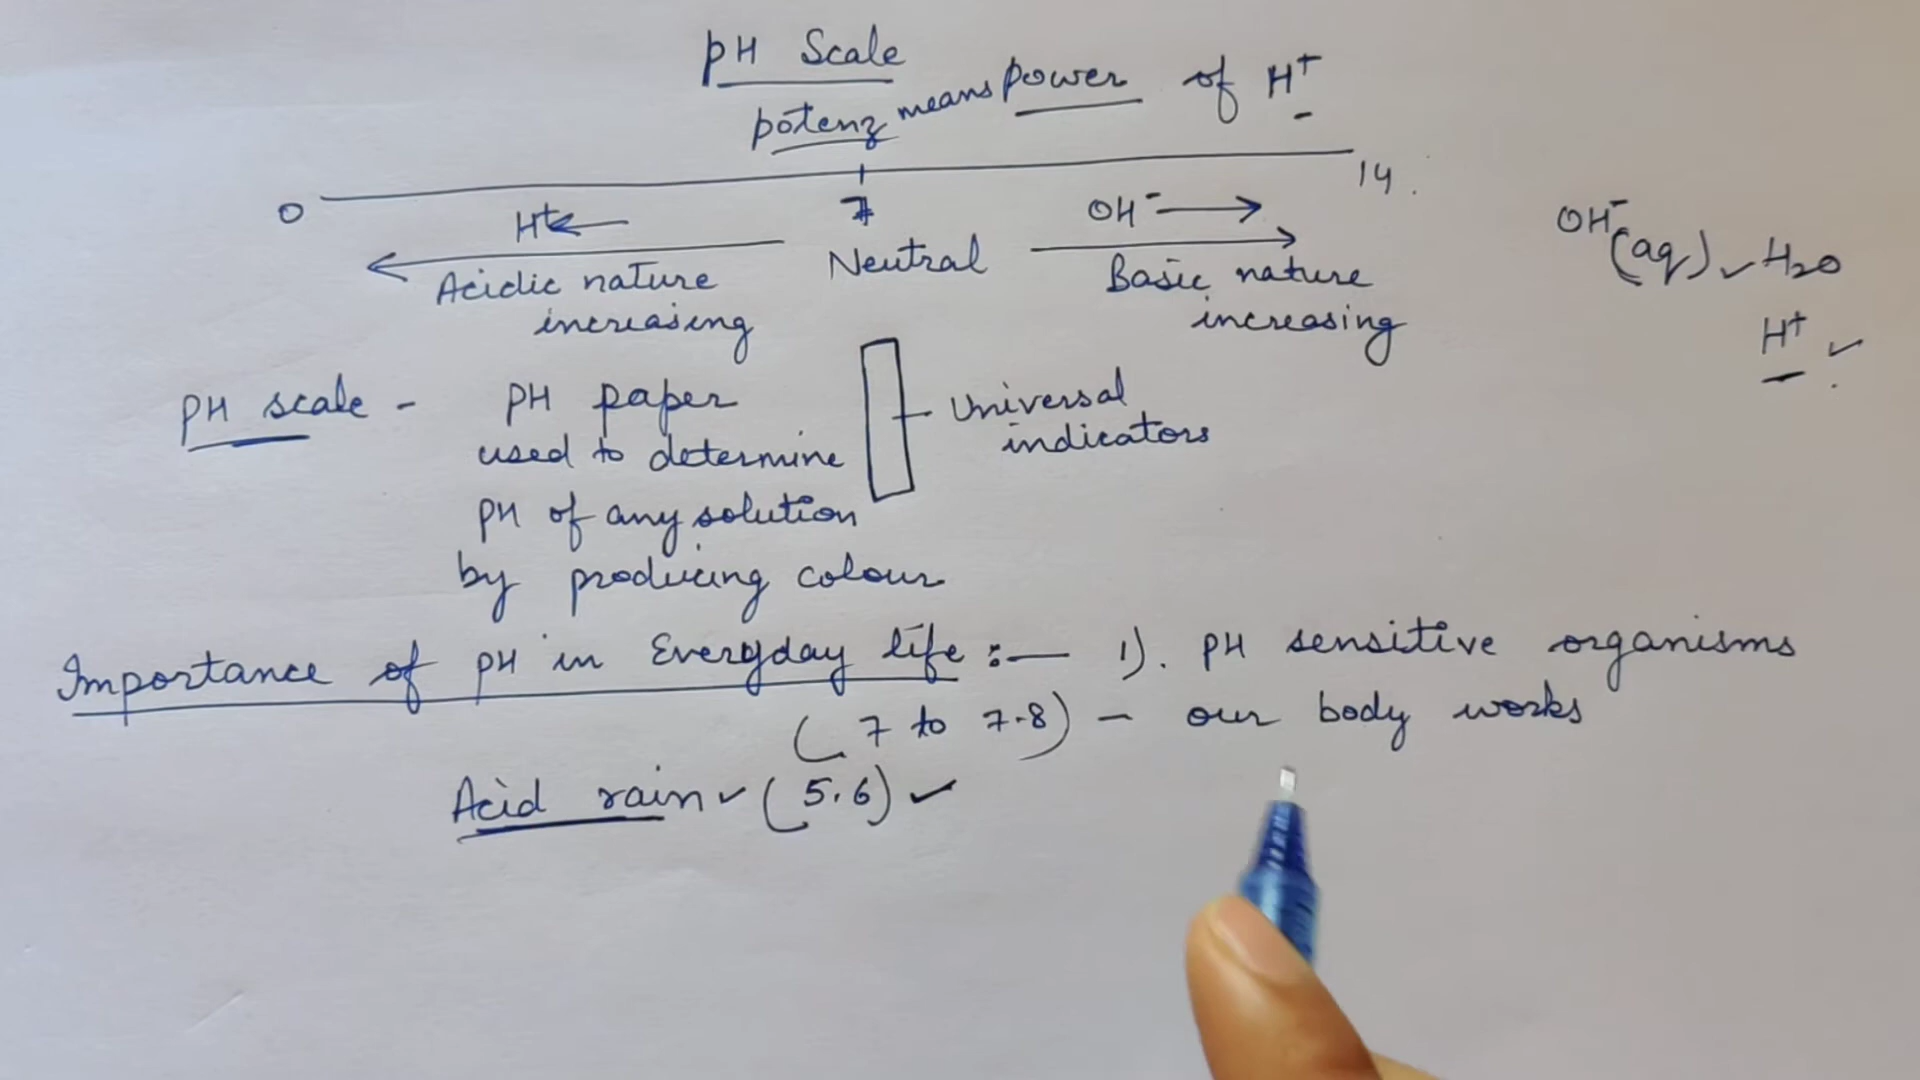 pH Scale
potenz means power of H⁺
0 7 14.
H⁺ OH⁻
Acidic nature increasing
Neutral
Basic nature increasing
OH⁻(aq) ✓ H₂O
H⁺ ✓
PH scale - PH paper
used to determine
PH of any solution
by producing colour
Universal
indicators
Importance of pH in Everyday life :— 1). PH sensitive organisms
(7 to 7.8) — our body works
Acid rain ✓ (5.6) ✓